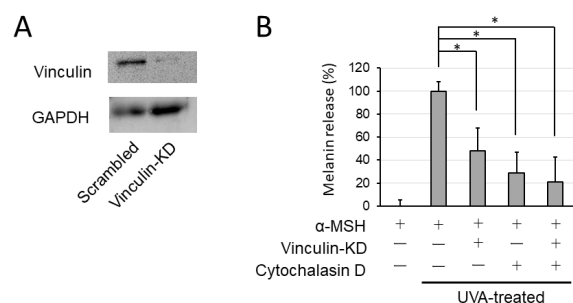 A
Vinculin
GAPDH
Scrambled
Vinculin-KD
B
Melanin release (%)
120
100
80
60
40
20
0
*
*
*
α-MSH + + + + +
Vinculin-KD — — + — +
Cytochalasin D — — — + +
UVA-treated